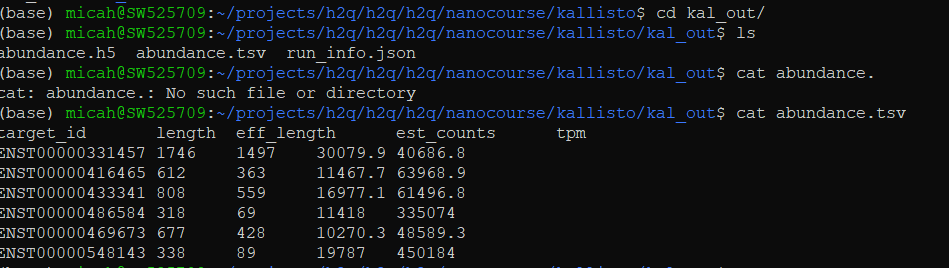 (base) micah@SW525709:~/projects/h2q/h2q/h2q/nanocourse/kallisto$ cd kal_out/
(base) micah@SW525709:~/projects/h2q/h2q/h2q/nanocourse/kallisto/kal_out$ ls
abundance.h5 abundance.tsv run_info.json
(base) micah@SW525709:~/projects/h2q/h2q/h2q/nanocourse/kallisto/kal_out$ cat abundance.
cat: abundance.: No such file or directory
(base) micah@SW525709:~/projects/h2q/h2q/h2q/nanocourse/kallisto/kal_out$ cat abundance.tsv
target_id length eff_length est_counts tpm
ENST00000331457 1746 1497 30079.9 40686.8
ENST00000416465 612 363 11467.7 63968.9
ENST00000433341 808 559 16977.1 61496.8
ENST00000486584 318 69 11418 335074
ENST00000469673 677 428 10270.3 48589.3
ENST00000548143 338 89 19787 450184